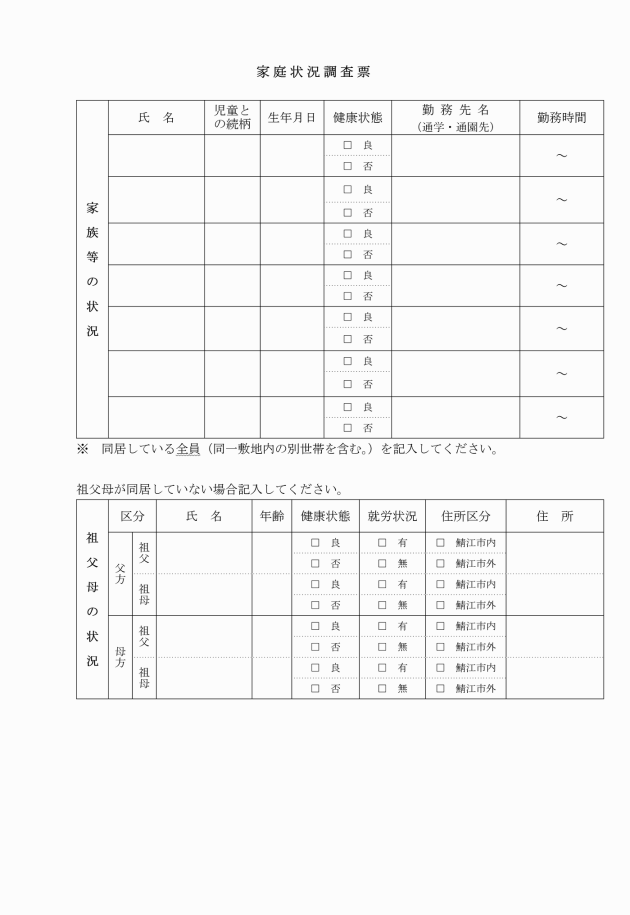 家庭状況調査票
氏　名　児童との続柄　生年月日　健康状態　勤務先名（通学・通園先）　勤務時間
家族等の状況
□　良　～
□　否
□　良　～
□　否
□　良　～
□　否
□　良　～
□　否
□　良　～
□　否
□　良　～
□　否
□　良　～
□　否
※　同居している全員（同一敷地内の別世帯を含む。）を記入してください。
祖父母が同居していない場合記入してください。
区分　氏　名　年齢　健康状態　就労状況　住所区分　住　所
祖父母の状況
父方
祖父　□　良　□　有　□　鯖江市内
□　否　□　無　□　鯖江市外
祖母　□　良　□　有　□　鯖江市内
□　否　□　無　□　鯖江市外
母方
祖父　□　良　□　有　□　鯖江市内
□　否　□　無　□　鯖江市外
祖母　□　良　□　有　□　鯖江市内
□　否　□　無　□　鯖江市外